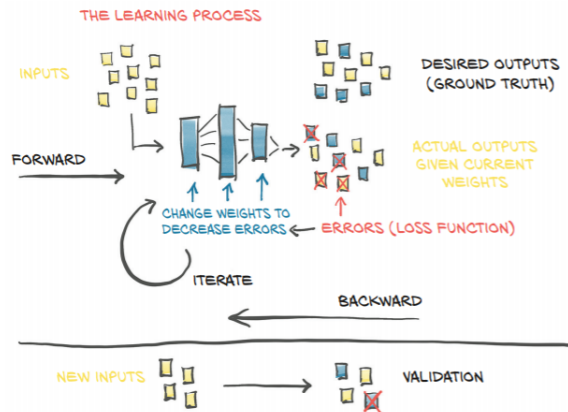 THE LEARNING PROCESS
INPUTS
DESIRED OUTPUTS
(GROUND TRUTH)
ACTUAL OUTPUTS
GIVEN CURRENT
WEIGHTS
FORWARD
CHANGE WEIGHTS TO
DECREASE ERRORS
ERRORS (LOSS FUNCTION)
ITERATE
BACKWARD
NEW INPUTS
VALIDATION